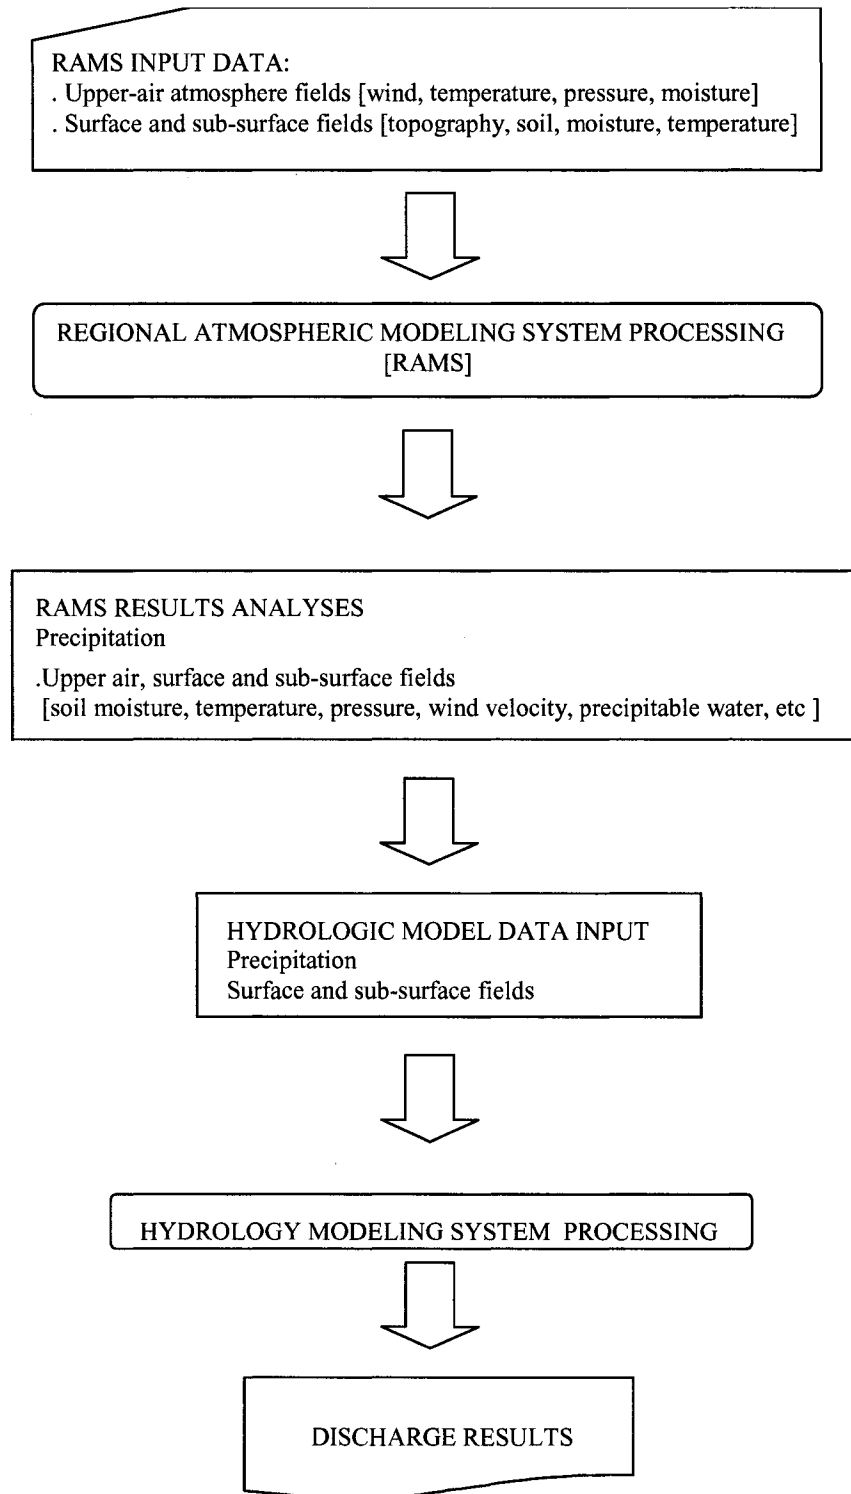 RAMS INPUT DATA:
. Upper-air atmosphere fields [wind, temperature, pressure, moisture]
. Surface and sub-surface fields [topography, soil, moisture, temperature]
REGIONAL ATMOSPHERIC MODELING SYSTEM PROCESSING
[RAMS]
RAMS RESULTS ANALYSES
Precipitation
.Upper air, surface and sub-surface fields
[soil moisture, temperature, pressure, wind velocity, precipitable water, etc ]
HYDROLOGIC MODEL DATA INPUT
Precipitation
Surface and sub-surface fields
HYDROLOGY MODELING SYSTEM PROCESSING
DISCHARGE RESULTS